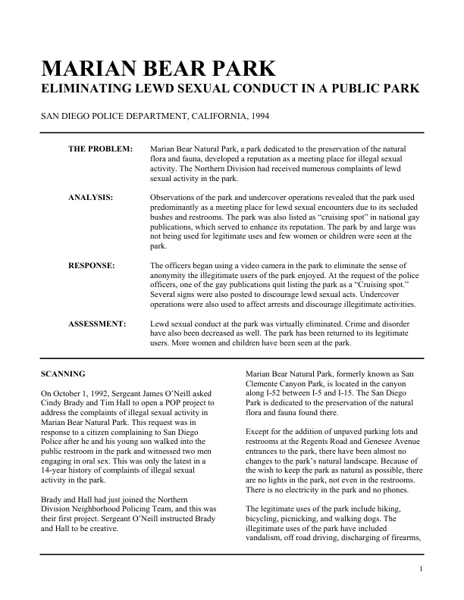 MARIAN BEAR PARK
ELIMINATING LEWD SEXUAL CONDUCT IN A PUBLIC PARK
SAN DIEGO POLICE DEPARTMENT, CALIFORNIA, 1994
THE PROBLEM: Marian Bear Natural Park, a park dedicated to the preservation of the natural
flora and fauna, developed a reputation as a meeting place for illegal sexual
activity. The Northern Division had received numerous complaints of lewd
sexual activity in the park.
ANALYSIS: Observations of the park and undercover operations revealed that the park used
predominantly as a meeting place for lewd sexual encounters due to its secluded
bushes and restrooms. The park was also listed as “cruising spot” in national gay
publications, which served to enhance its reputation. The park by and large was
not being used for legitimate uses and few women or children were seen at the
park.
RESPONSE: The officers began using a video camera in the park to eliminate the sense of
anonymity the illegitimate users of the park enjoyed. At the request of the police
officers, one of the gay publications quit listing the park as a “Cruising spot.”
Several signs were also posted to discourage lewd sexual acts. Undercover
operations were also used to affect arrests and discourage illegitimate activities.
ASSESSMENT: Lewd sexual conduct at the park was virtually eliminated. Crime and disorder
have also been decreased as well. The park has been returned to its legitimate
users. More women and children have been seen at the park.
SCANNING
On October 1, 1992, Sergeant James O’Neill asked
Cindy Brady and Tim Hall to open a POP project to
address the complaints of illegal sexual activity in
Marian Bear Natural Park. This request was in
response to a citizen complaining to San Diego
Police after he and his young son walked into the
public restroom in the park and witnessed two men
engaging in oral sex. This was only the latest in a
14-year history of complaints of illegal sexual
activity in the park.
Brady and Hall had just joined the Northern
Division Neighborhood Policing Team, and this was
their first project. Sergeant O’Neill instructed Brady
and Hall to be creative.
Marian Bear Natural Park, formerly known as San
Clemente Canyon Park, is located in the canyon
along I-52 between I-5 and I-15. The San Diego
Park is dedicated to the preservation of the natural
flora and fauna found there.
Except for the addition of unpaved parking lots and
restrooms at the Regents Road and Genesee Avenue
entrances to the park, there have been almost no
changes to the park’s natural landscape. Because of
the wish to keep the park as natural as possible, there
are no lights in the park, not even in the restrooms.
There is no electricity in the park and no phones.
The legitimate uses of the park include hiking,
bicycling, picnicking, and walking dogs. The
illegitimate uses of the park have included
vandalism, off road driving, discharging of firearms,
1